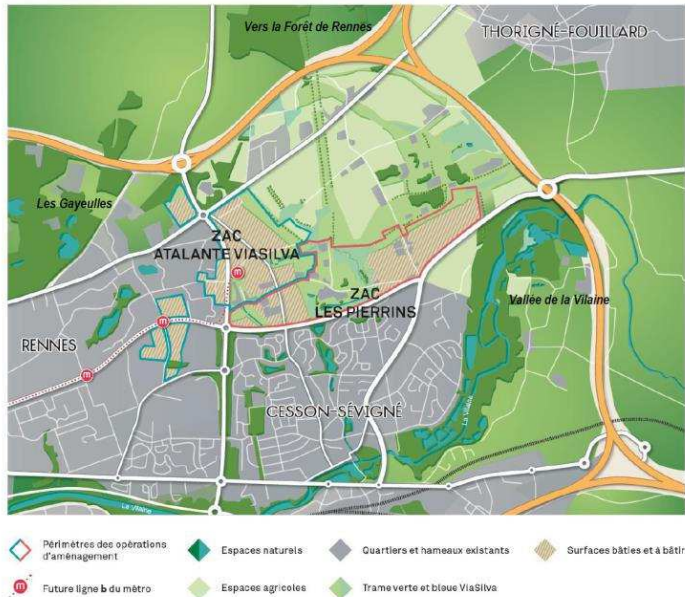 Vers la Forêt de Rennes
THORIGNÉ-FOUILLARD
Les Gayeulles
ZAC
ATALANTE VIASILVA
m
ZAC
LES PIERRINS
Vallée de la Vilaine
m
RENNES
m
CESSON-SÉVIGNÉ
La Vilaine
La Vilaine
Périmètres des opérations
d'aménagement
Espaces naturels
Quartiers et hameaux existants
Surfaces bâties et à bâtir
m
Future ligne b du métro
Espaces agricoles
Trame verte et bleue ViaSilva